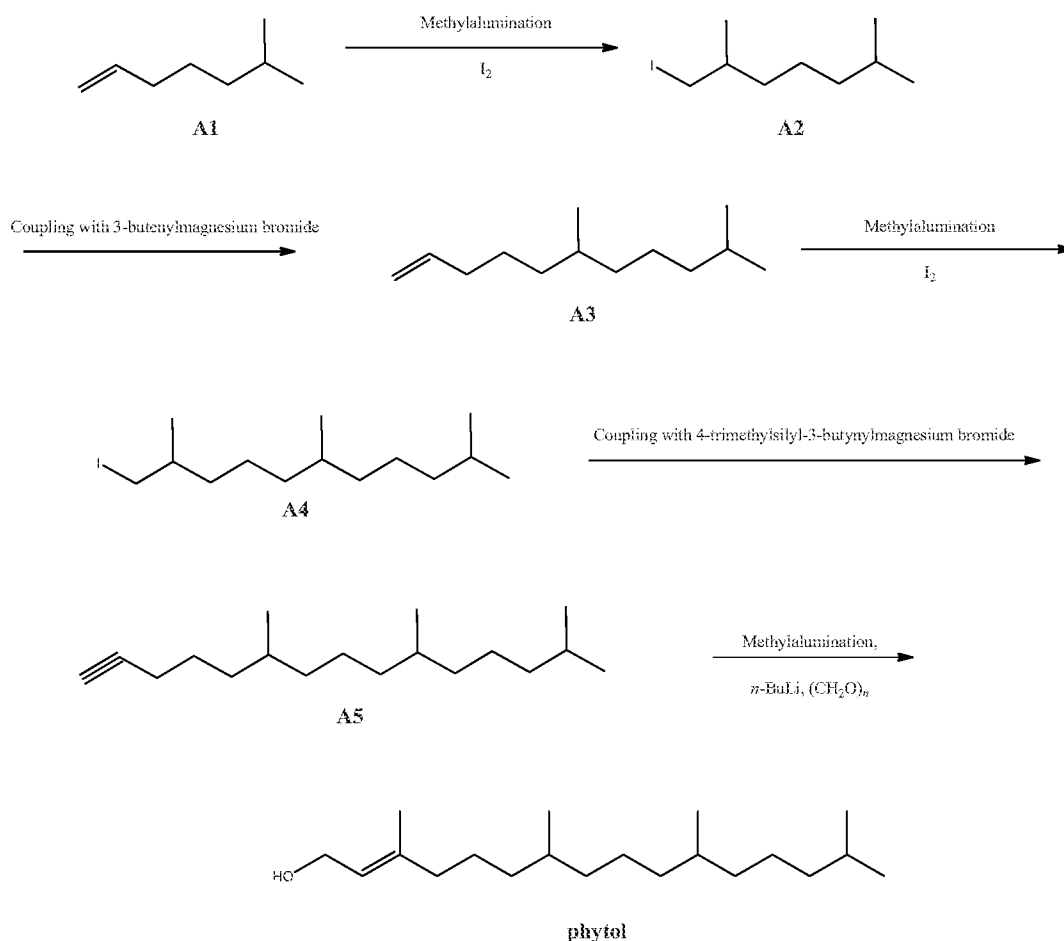 Methylalumination
I2
I
A1
A2
Coupling with 3-butenylmagnesium bromide
Methylalumination
I2
A3
I
Coupling with 4-trimethylsilyl-3-butynylmagnesium bromide
A4
Methylalumination,
n-BuLi, (CH2O)n
A5
HO
phytol